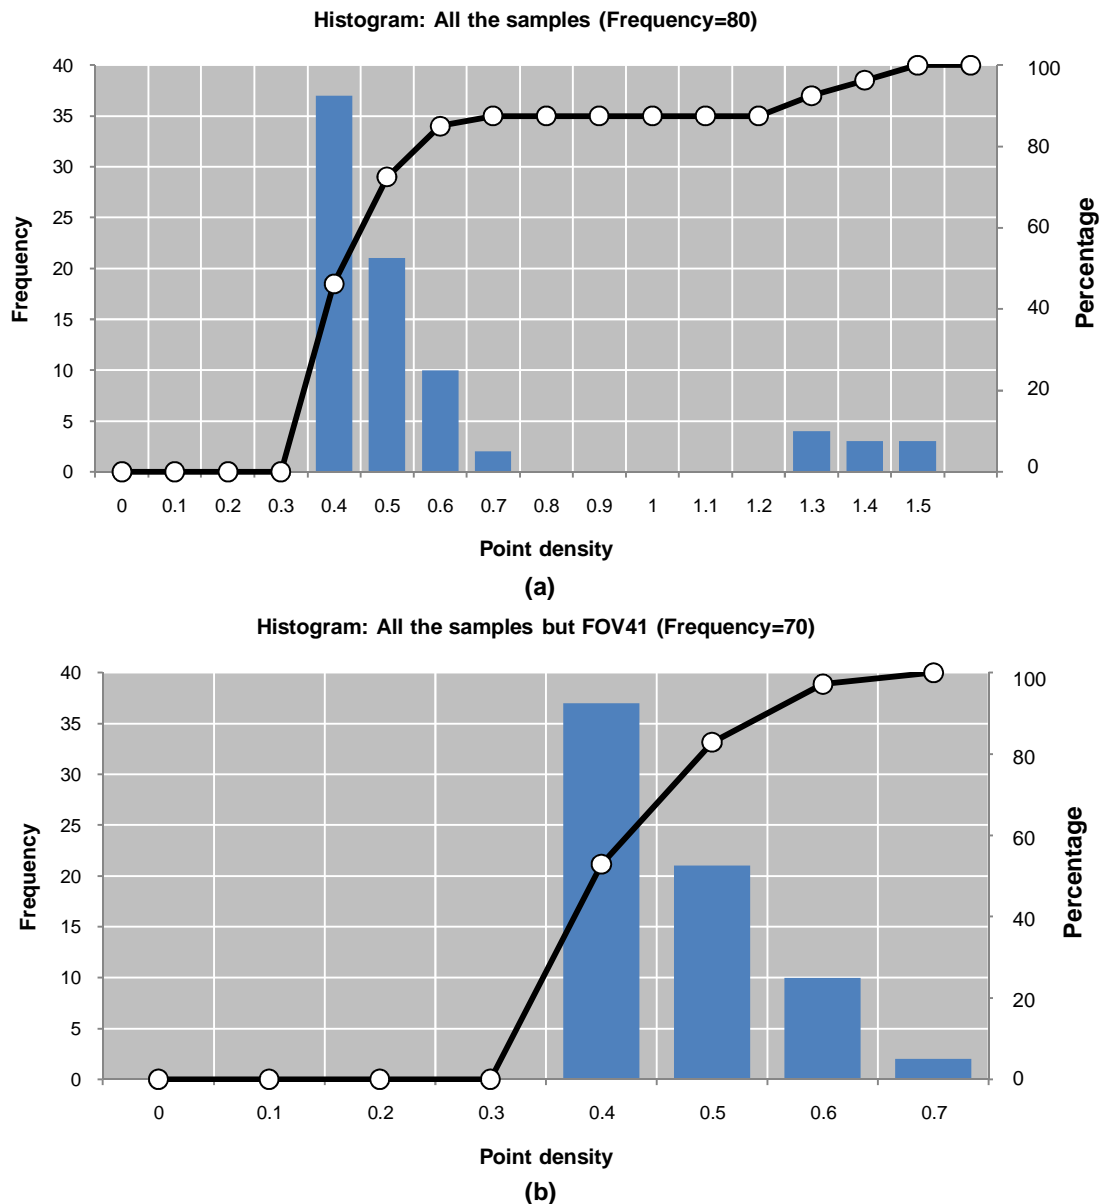 Histogram: All the samples (Frequency=80)
40
35
30
25
20
15
10
5
0
Frequency
100
80
60
40
20
0
Percentage
0 0.1 0.2 0.3 0.4 0.5 0.6 0.7 0.8 0.9 1 1.1 1.2 1.3 1.4 1.5
Point density
(a)
Histogram: All the samples but FOV41 (Frequency=70)
40
35
30
25
20
15
10
5
0
Frequency
100
80
60
40
20
0
Percentage
0 0.1 0.2 0.3 0.4 0.5 0.6 0.7
Point density
(b)